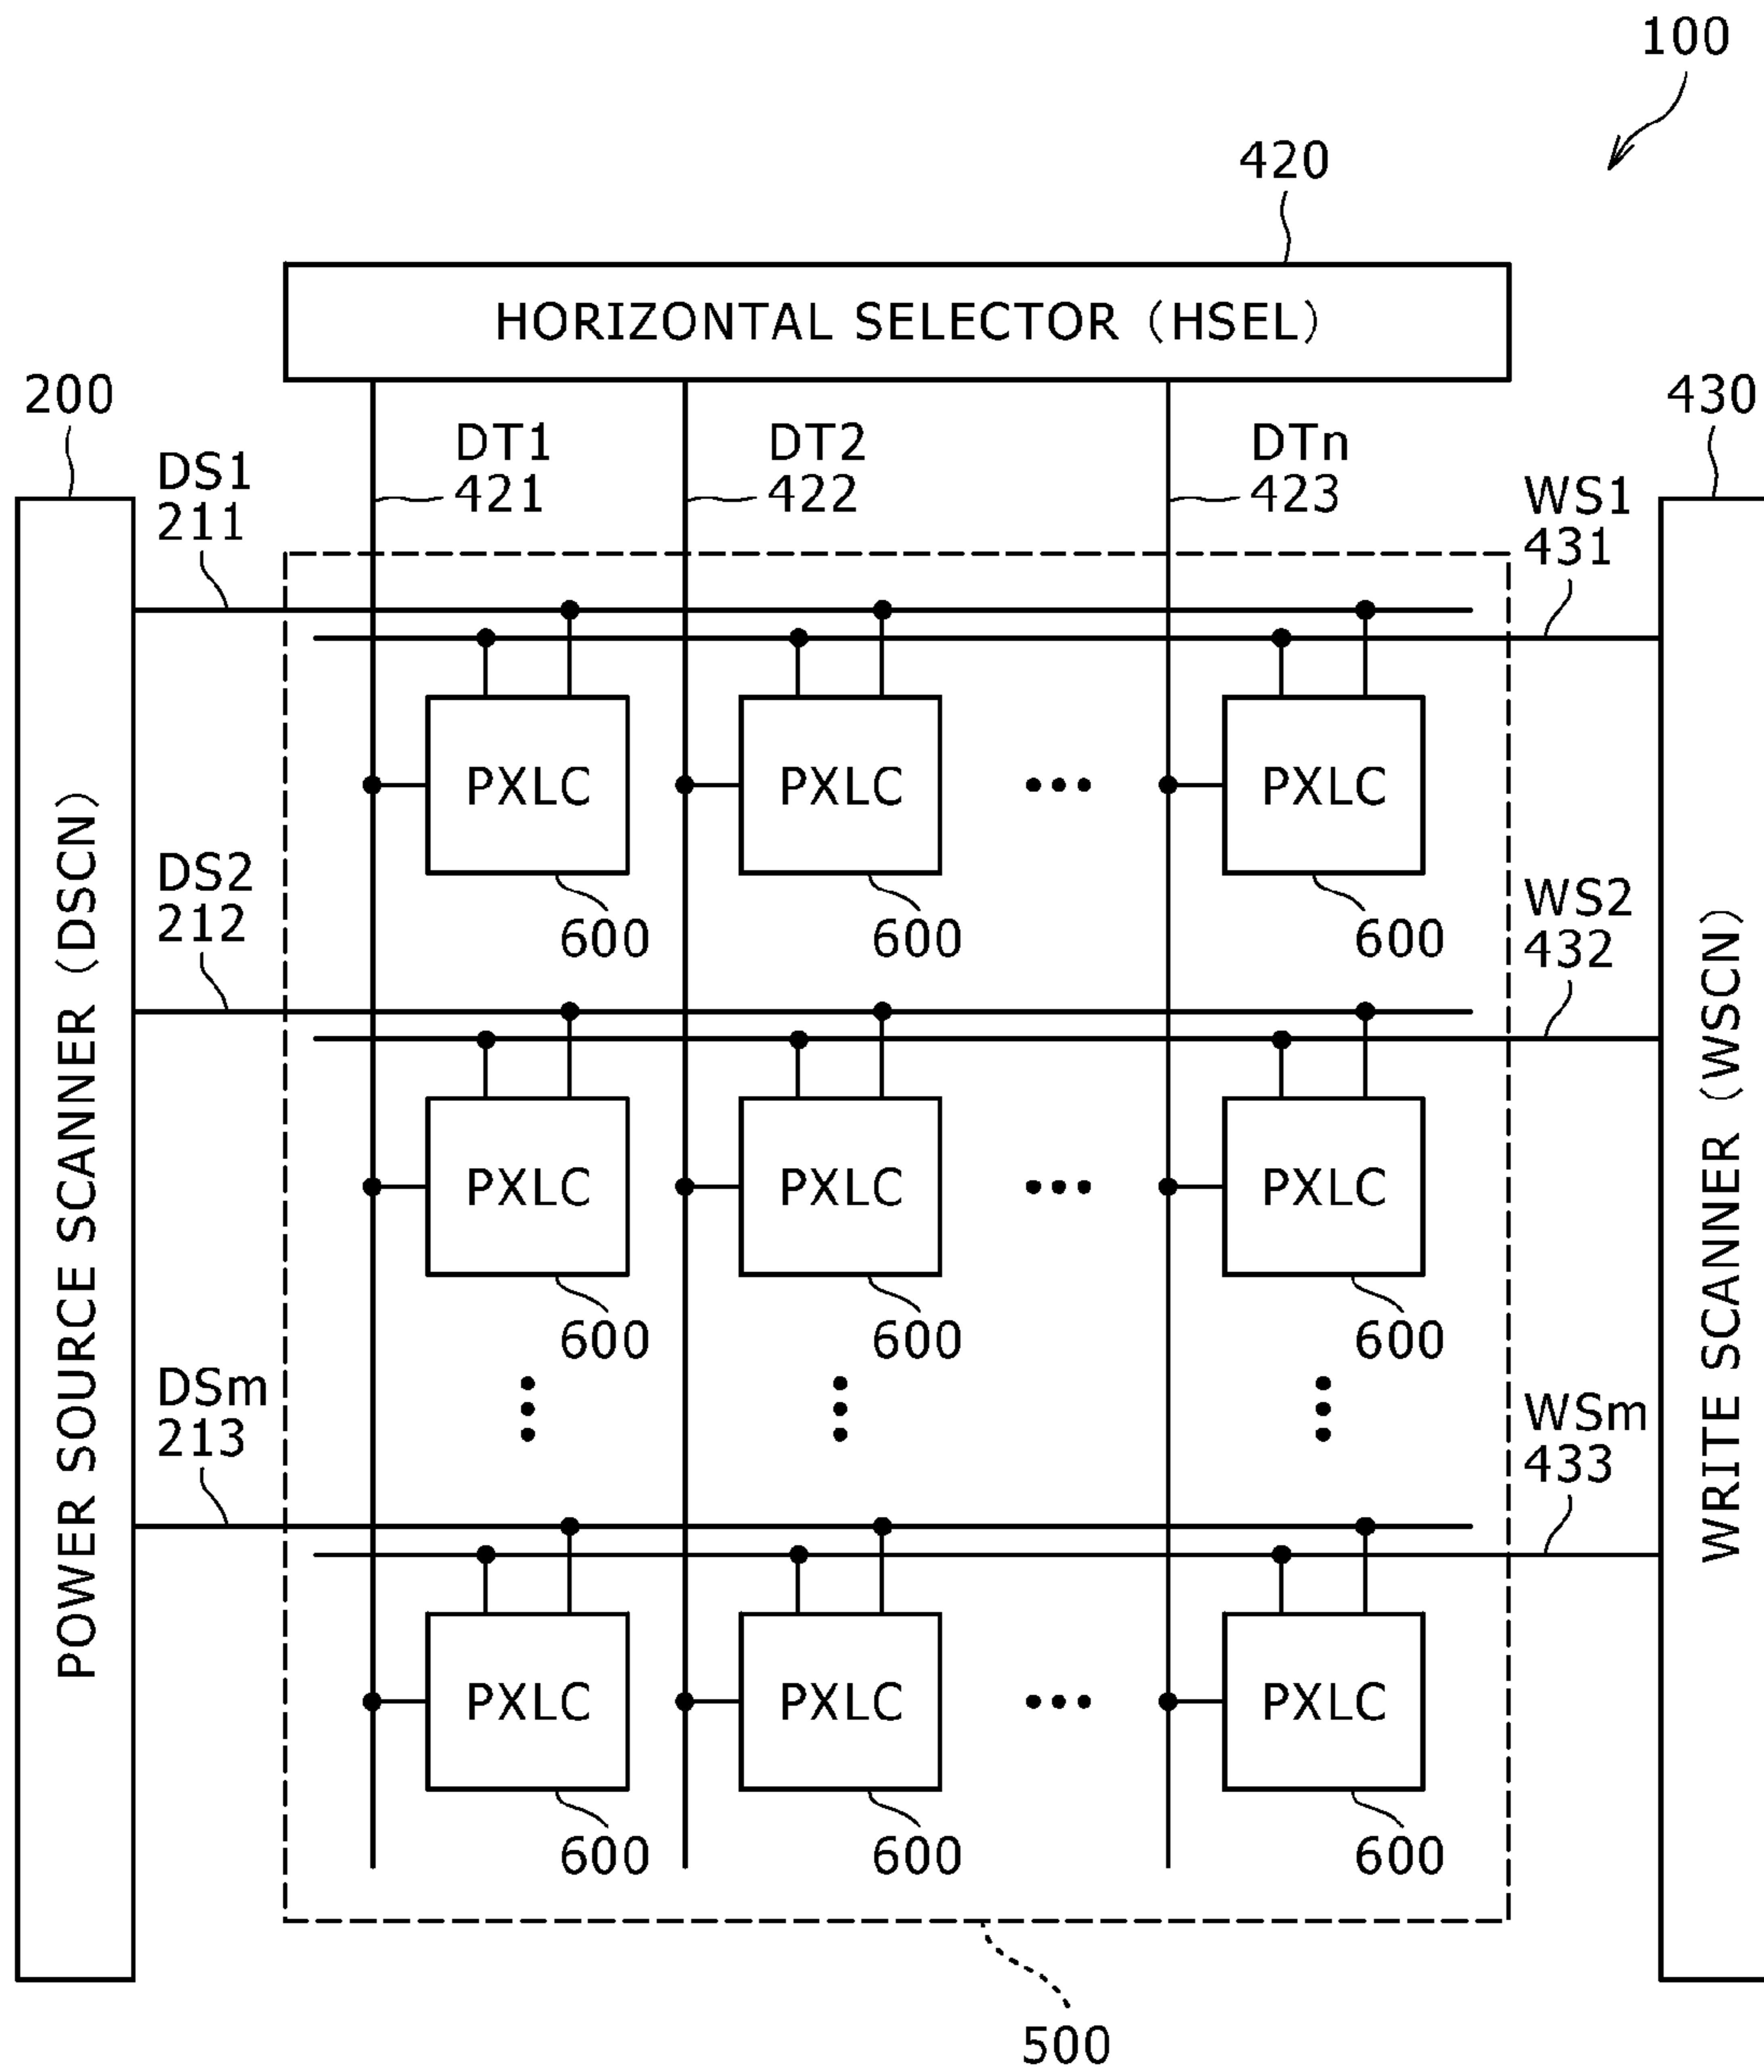 100
420
HORIZONTAL SELECTOR (HSEL)
200
430
DT1
421
DT2
422
DTn
423
DS1
211
WS1
431
PXLC
PXLC
PXLC
600
600
600
DS2
212
WS2
432
POWER SOURCE SCANNER (DSCN)
WRITE SCANNER (WSCN)
PXLC
PXLC
PXLC
600
600
600
DSm
213
WSm
433
PXLC
PXLC
PXLC
600
600
600
500